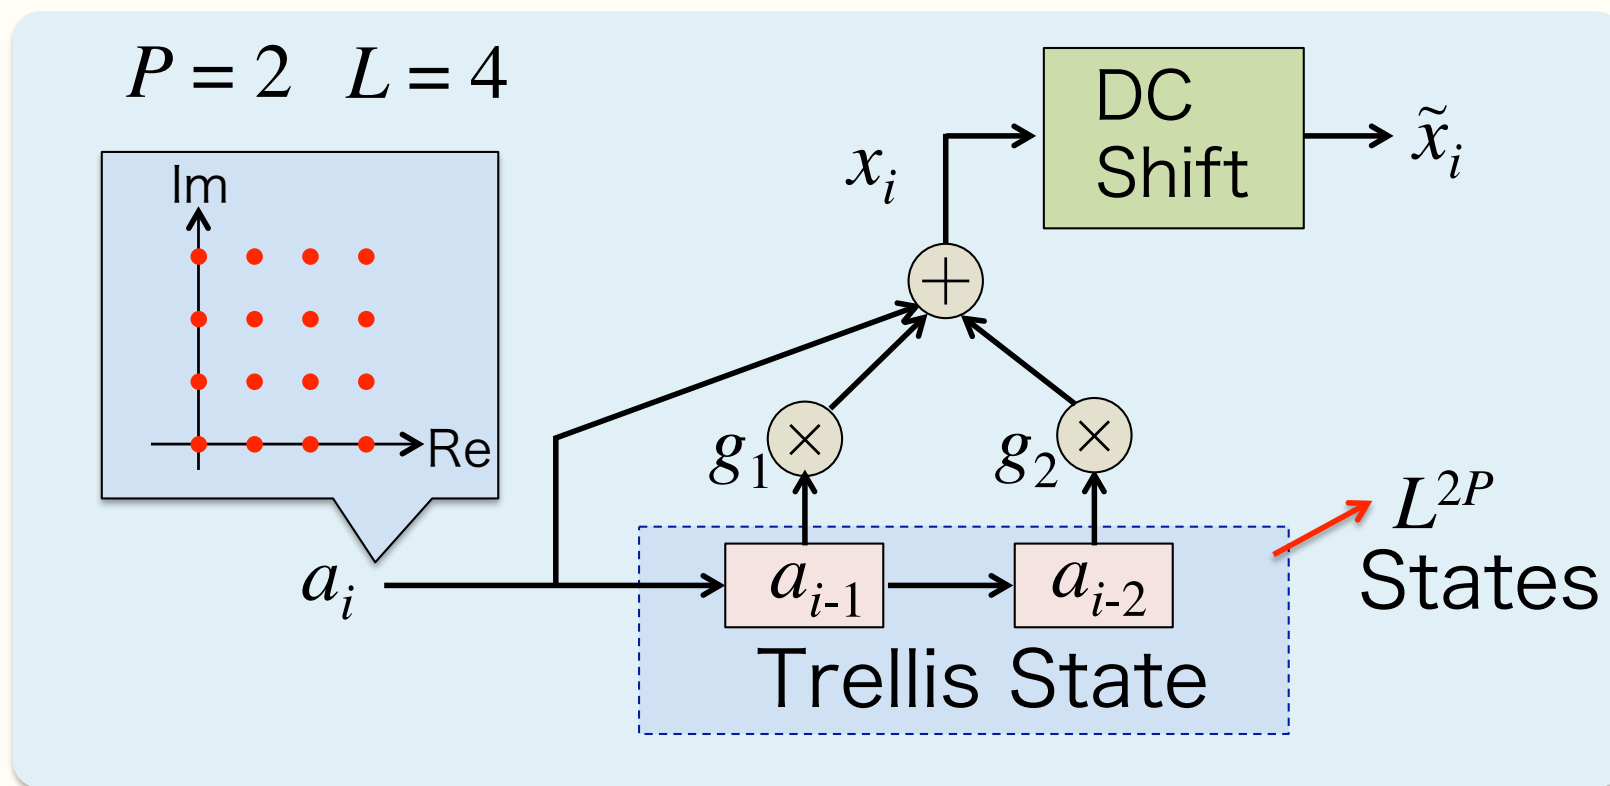 P = 2 L = 4
Im
Re
DC
Shift
x_i
x̃_i
+
g_1 ×
g_2 ×
L^{2P}
States
a_i
a_{i-1}
a_{i-2}
Trellis State